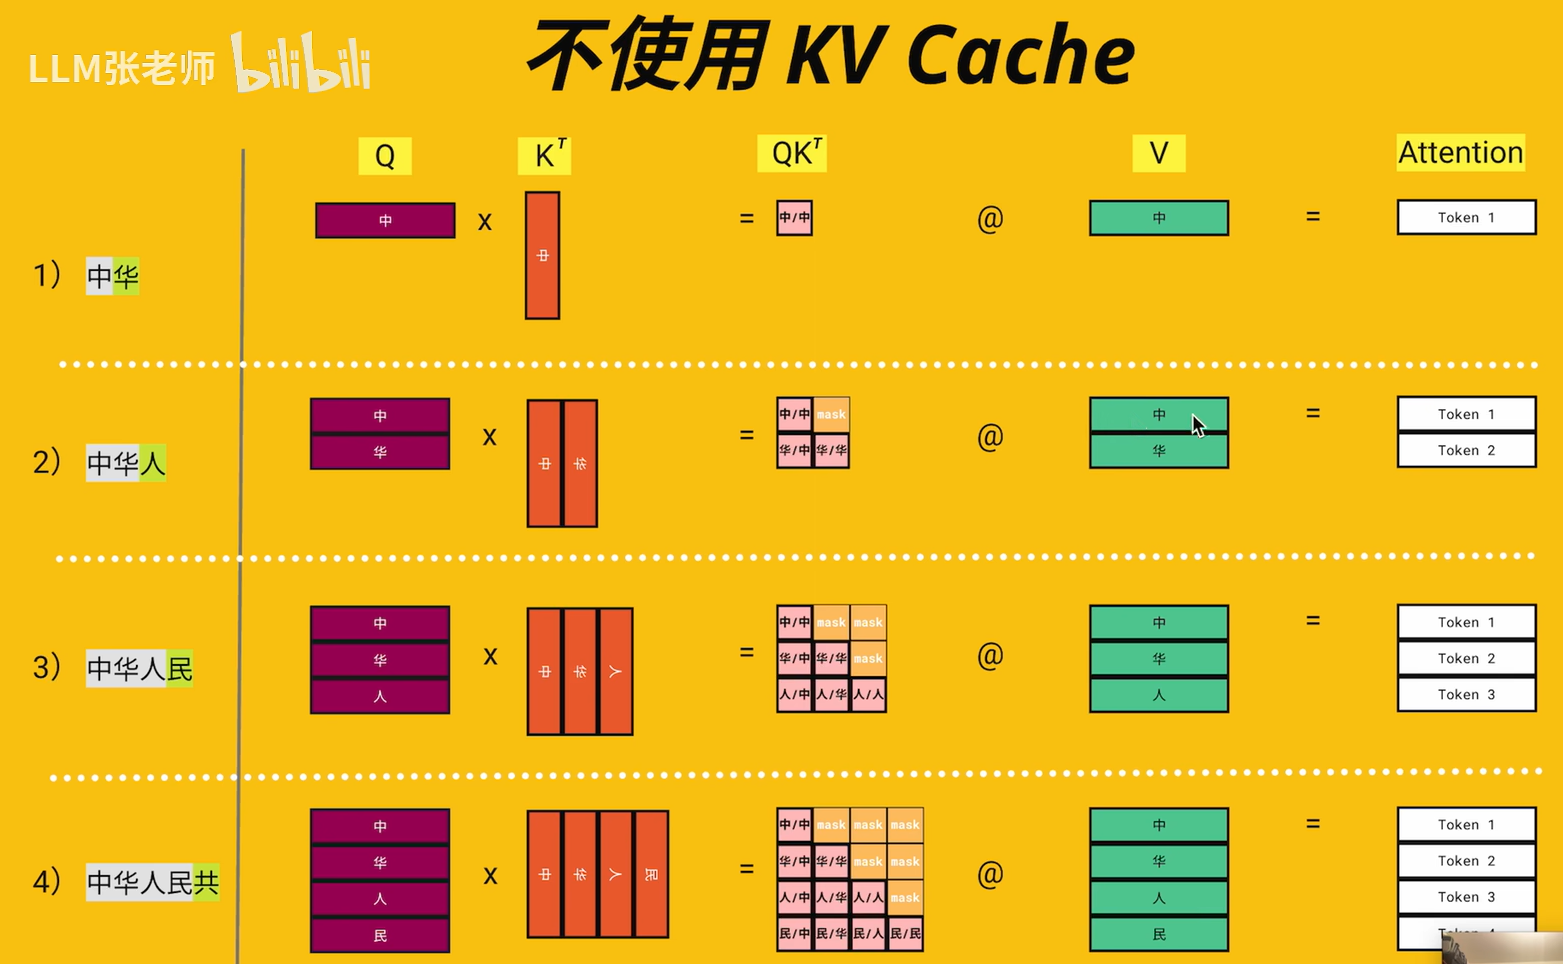 LLM张老师 bilibili
不使用 KV Cache
Q K^T QK^T V Attention
1） 中华
中 x 中 = 中/中 @ 中 = Token 1
2） 中华人
中 中/中 mask 中 = Token 1
x 中 华 = @
华 华/中 华/华 华 Token 2
3） 中华人民
中 中/中 mask mask 中 = Token 1
华 x 中 华 人 = 华/中 华/华 mask @ 华 Token 2
人 人/中 人/华 人/人 人 Token 3
4） 中华人民共
中 中/中 mask mask mask 中 = Token 1
华 x 中 华 人 民 = 华/中 华/华 mask mask @ 华 Token 2
人 人/中 人/华 人/人 mask 人 Token 3
民 民/中 民/华 民/人 民/民 民